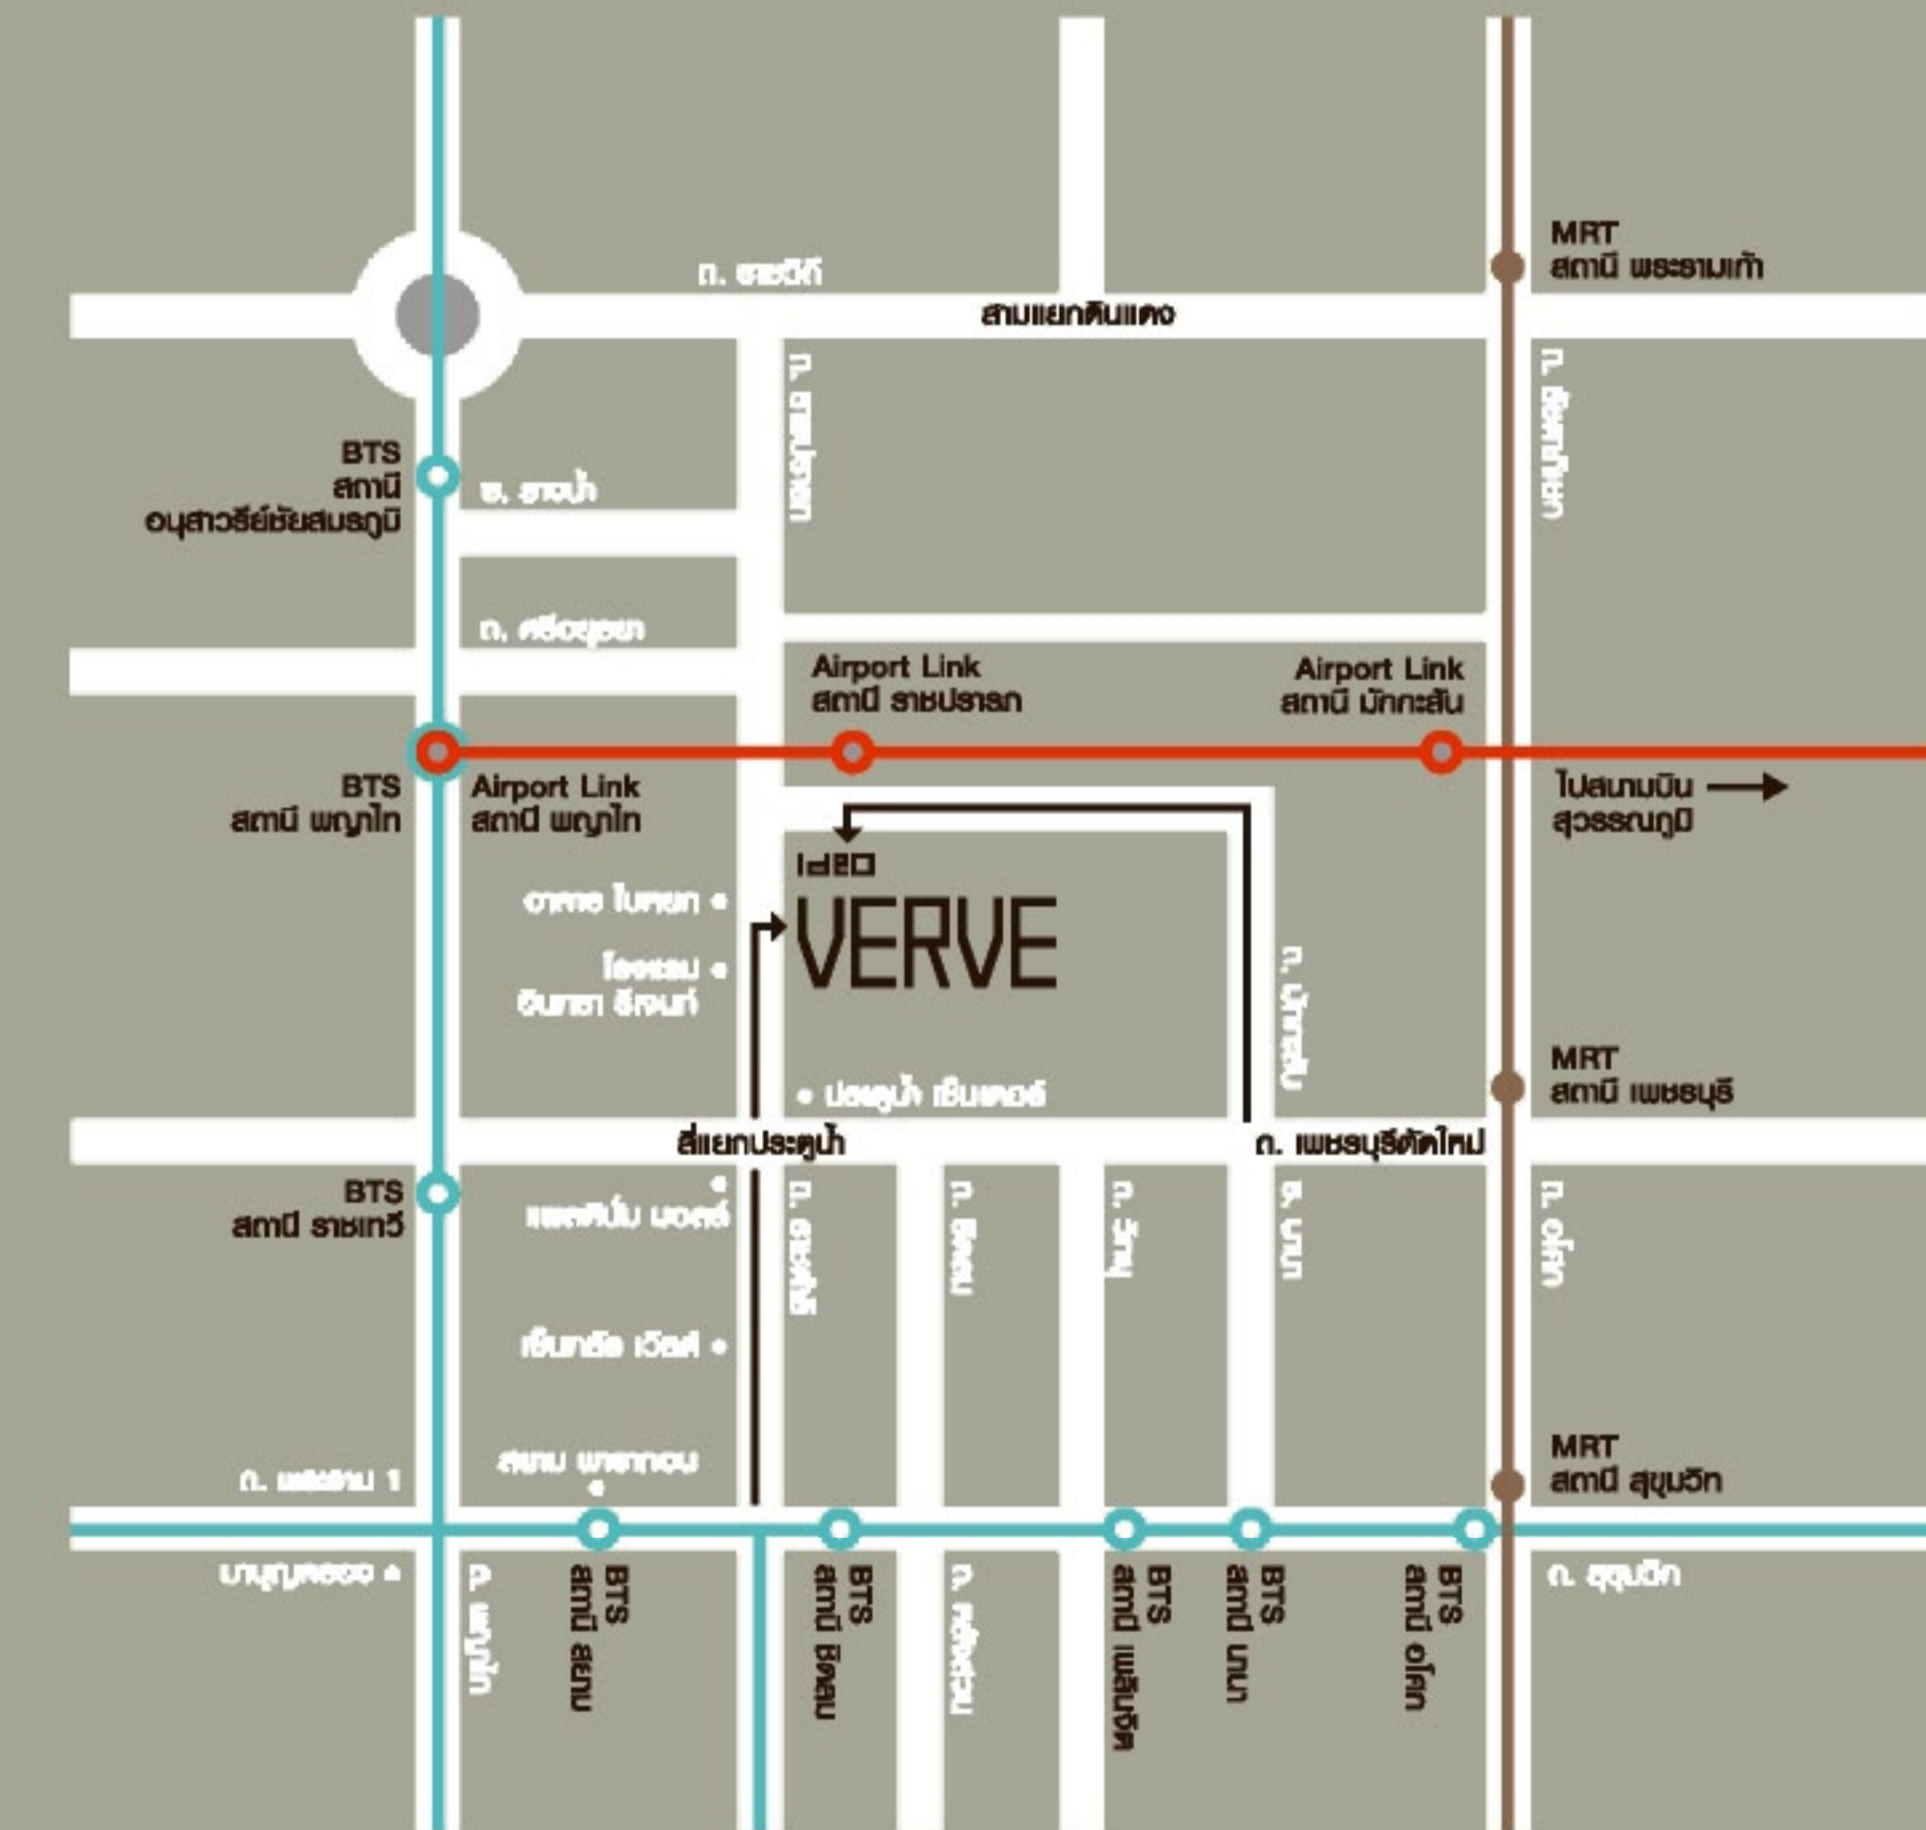 MRT
สถานี พระรามเก้า
ถ. ราชวิถี
สามแยกดินแดง
ถ. ราชปรารภ
ถ. รัชดาภิเษก
BTS
สถานี
อนุสาวรีย์ชัยสมรภูมิ
ซ. รางน้ำ
ถ. ศรีอยุธยา
Airport Link
สถานี ราชปรารภ
Airport Link
สถานี มักกะสัน
BTS
สถานี พญาไท
Airport Link
สถานี พญาไท
ไปสนามบิน
สุวรรณภูมิ
ideo
VERVE
อาคาร ใบหยก
โรงแรม
อินทรา รีเจนท์
ถ. มักกะสัน
ประตูน้ำ เซ็นเตอร์
MRT
สถานี เพชรบุรี
สี่แยกประตูน้ำ
ถ. เพชรบุรีตัดใหม่
BTS
สถานี ราชเทวี
แพลตินั่ม มอลล์
ถ. ราชดำริ
ถ. ชิดลม
ถ. วิทยุ
ซ. นานา
ถ. อโศก
เซ็นทรัล เวิลด์
สยาม พารากอน
ถ. พระราม 1
MRT
สถานี สุขุมวิท
มาบุญครอง
ถ. พญาไท
BTS
สถานี สยาม
BTS
สถานี ชิดลม
ถ. หลังสวน
BTS
สถานี เพลินจิต
BTS
สถานี นานา
BTS
สถานี อโศก
ถ. สุขุมวิท